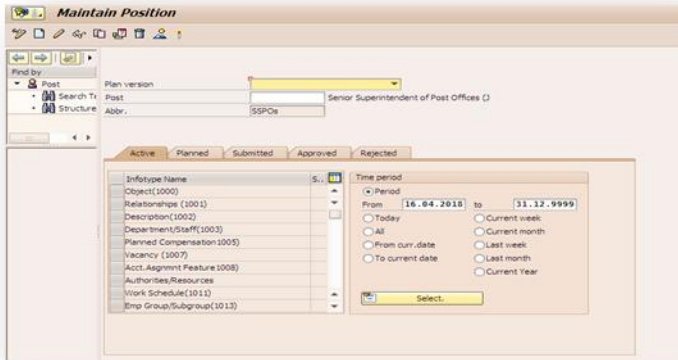 Maintain Position
Find by
Post
Search Te
Structure
Plan version
Post Senior Superintendent of Post Offices (J
Abbr. SSPOs
Active Planned Submitted Approved Rejected
Infotype Name S..
Object(1000)
Relationships (1001)
Description(1002)
Department/Staff(1003)
Planned Compensation 1005)
Vacancy (1007)
Acct.Asgnmnt Feature 1008)
Authorities/Resources
Work Schedule(1011)
Emp Group/Subgroup(1013)
Time period
Period
From 16.04.2018 to 31.12.9999
Today Current week
All Current month
From curr.date Last week
To current date Last month
Current Year
Select.